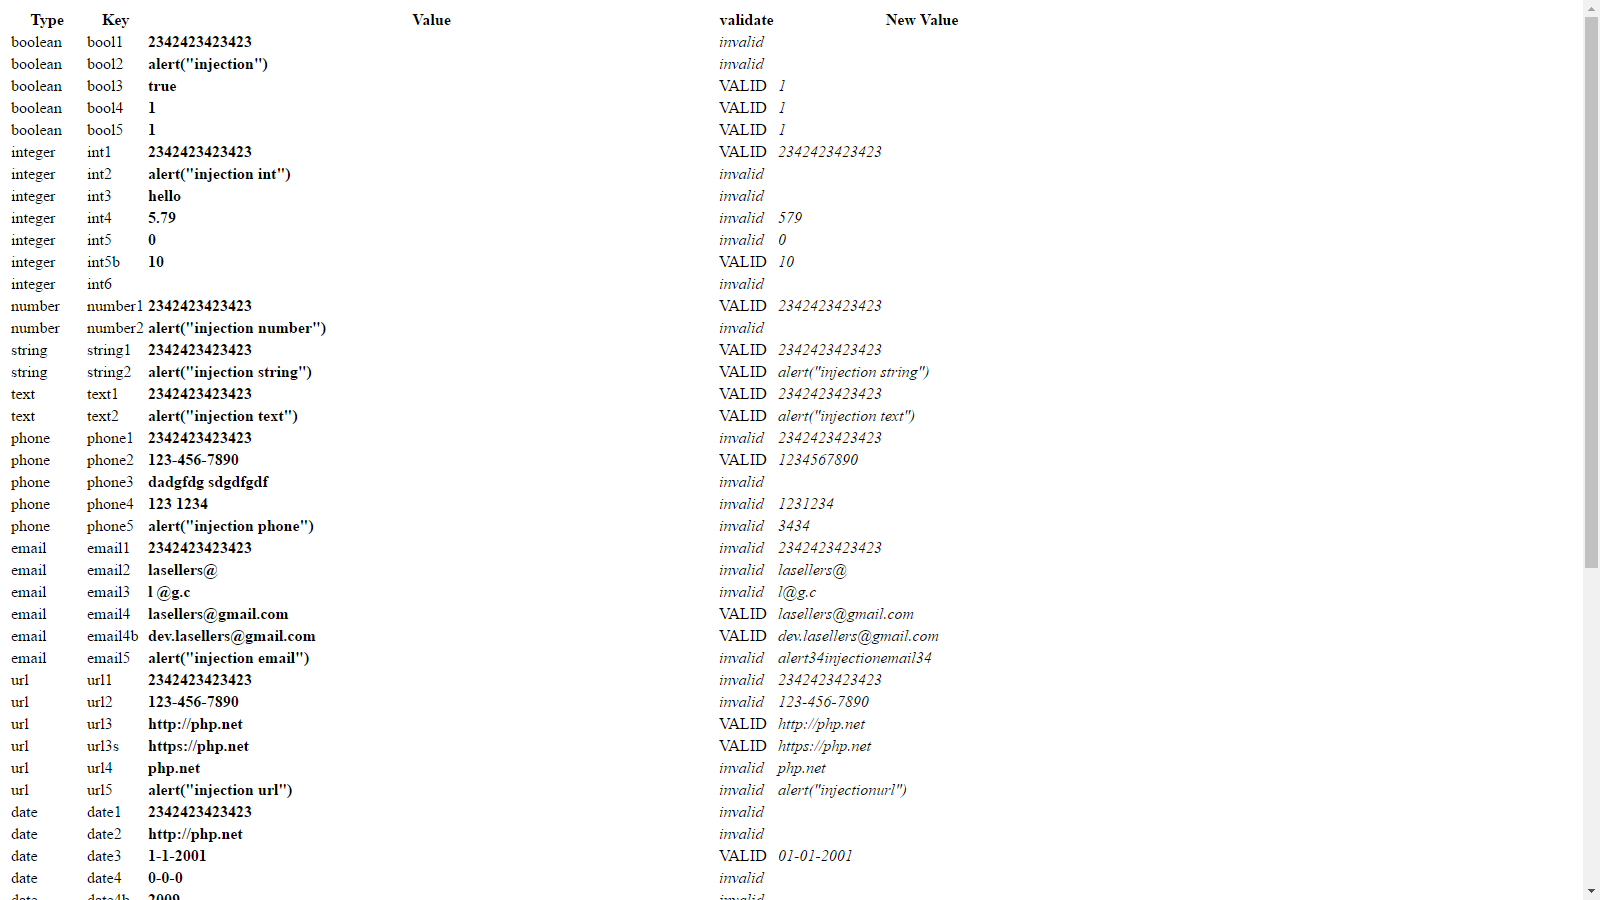 Type Key Value validate New Value
boolean bool1 2342423423423 invalid
boolean bool2 alert("injection") invalid
boolean bool3 true VALID 1
boolean bool4 1 VALID 1
boolean bool5 1 VALID 1
integer int1 2342423423423 VALID 2342423423423
integer int2 alert("injection int") invalid
integer int3 hello invalid
integer int4 5.79 invalid 579
integer int5 0 invalid 0
integer int5b 10 VALID 10
integer int6 invalid
number number1 2342423423423 VALID 2342423423423
number number2 alert("injection number") invalid
string string1 2342423423423 VALID 2342423423423
string string2 alert("injection string") VALID alert("injection string")
text text1 2342423423423 VALID 2342423423423
text text2 alert("injection text") VALID alert("injection text")
phone phone1 2342423423423 invalid 2342423423423
phone phone2 123-456-7890 VALID 1234567890
phone phone3 dadgfdg sdgdfgdf invalid
phone phone4 123 1234 invalid 1231234
phone phone5 alert("injection phone") invalid 3434
email email1 2342423423423 invalid 2342423423423
email email2 lasellers@ invalid lasellers@
email email3 l @g.c invalid l@g.c
email email4 lasellers@gmail.com VALID lasellers@gmail.com
email email4b dev.lasellers@gmail.com VALID dev.lasellers@gmail.com
email email5 alert("injection email") invalid alert34injectionemail34
url url1 2342423423423 invalid 2342423423423
url url2 123-456-7890 invalid 123-456-7890
url url3 http://php.net VALID http://php.net
url url3s https://php.net VALID https://php.net
url url4 php.net invalid php.net
url url5 alert("injection url") invalid alert("injectionurl")
date date1 2342423423423 invalid
date date2 http://php.net invalid
date date3 1-1-2001 VALID 01-01-2001
date date4 0-0-0 invalid
date date4b 2009 invalid